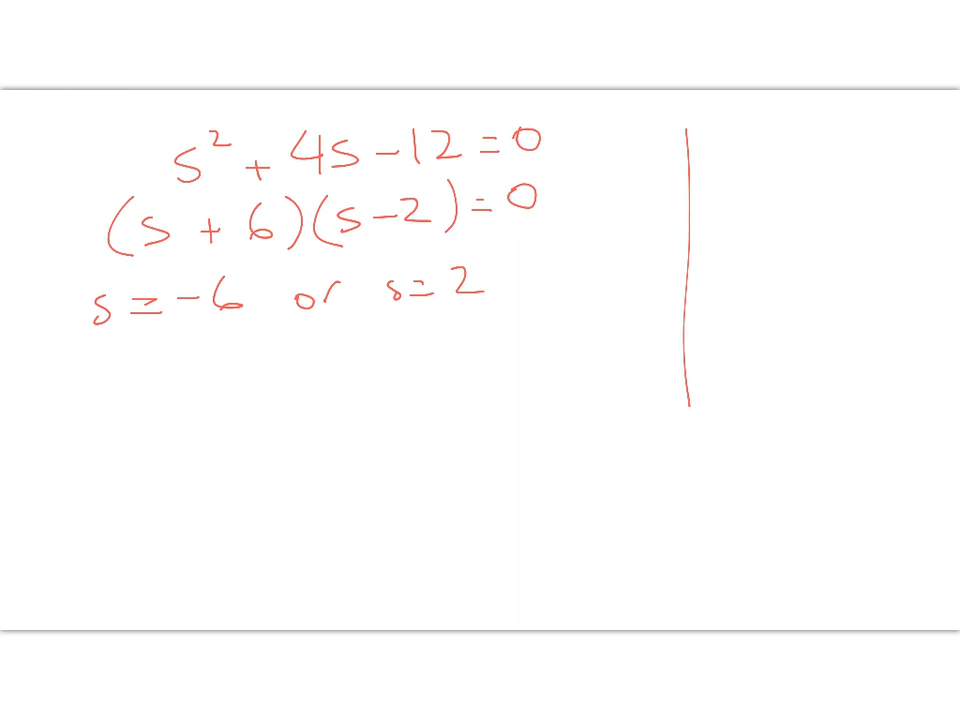 s² + 4s - 12 = 0
(s + 6)(s - 2) = 0
s = -6 or s = 2